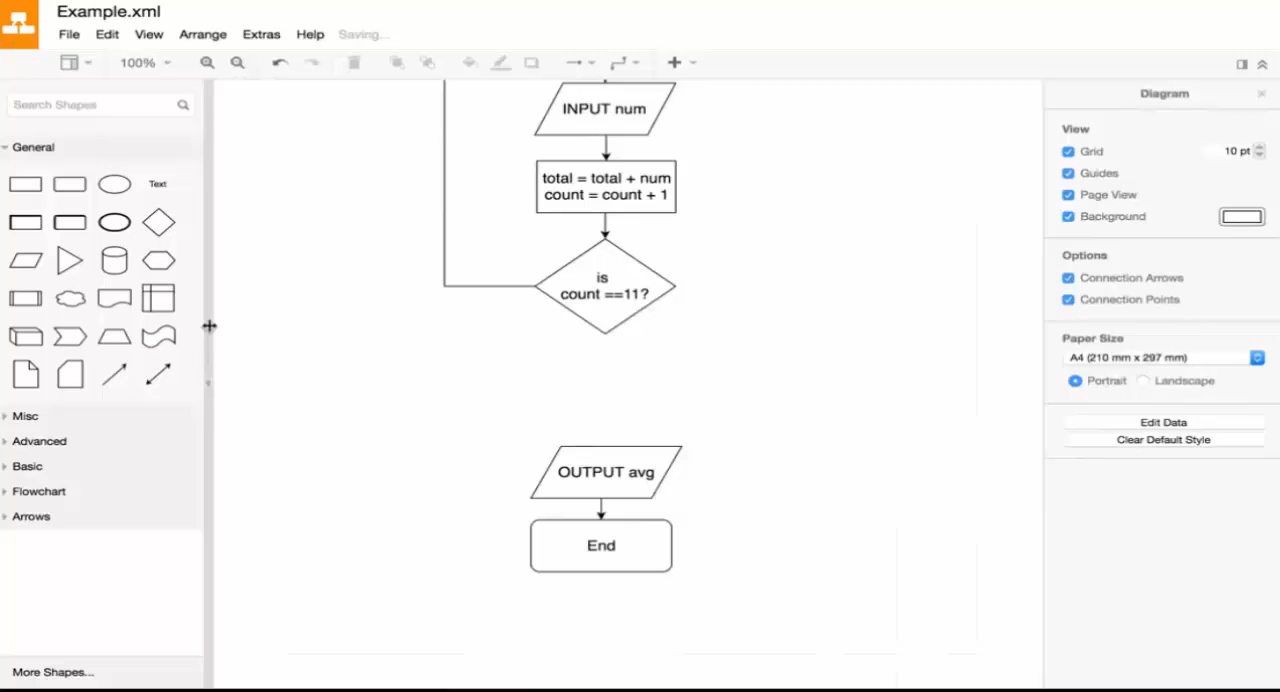 Example.xml
File Edit View Arrange Extras Help Saving...
100%
Search Shapes
General
Text
Misc
Advanced
Basic
Flowchart
Arrows
More Shapes...
INPUT num
total = total + num
count = count + 1
is
count ==11?
OUTPUT avg
End
Diagram
View
Grid 10 pt
Guides
Page View
Background
Options
Connection Arrows
Connection Points
Paper Size
A4 (210 mm x 297 mm)
Portrait Landscape
Edit Data
Clear Default Style